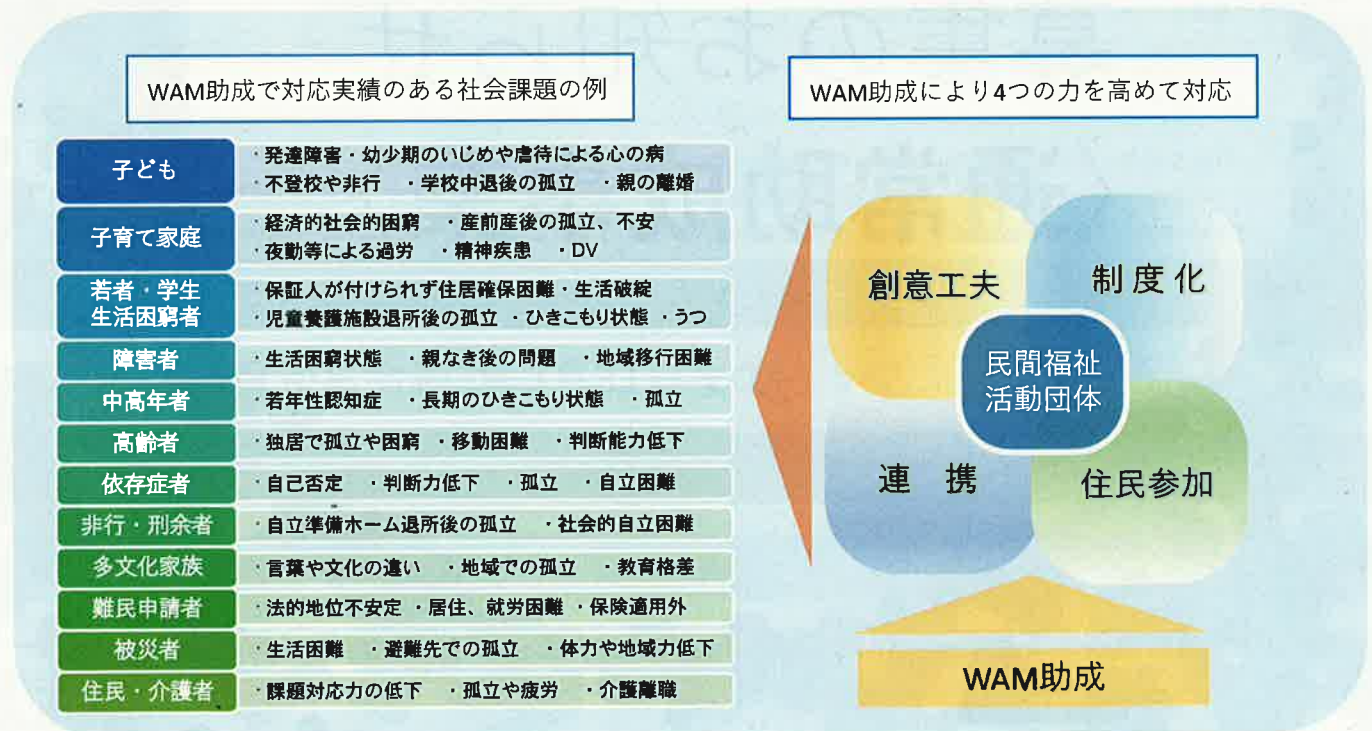 WAM助成で対応実績のある社会課題の例
子ども
・発達障害・幼少期のいじめや虐待による心の病
・不登校や非行 ・学校中退後の孤立 ・親の離婚
子育て家庭
・経済的社会的困窮 ・産前産後の孤立、不安
・夜勤等による過労 ・精神疾患 ・DV
若者・学生
生活困窮者
・保証人が付けられず住居確保困難・生活破綻
・児童養護施設退所後の孤立 ・ひきこもり状態 ・うつ
障害者
・生活困窮状態 ・親なき後の問題 ・地域移行困難
中高年者
・若年性認知症 ・長期のひきこもり状態 ・孤立
高齢者
・独居で孤立や困窮 ・移動困難 ・判断能力低下
依存症者
・自己否定 ・判断力低下 ・孤立 ・自立困難
非行・刑余者
・自立準備ホーム退所後の孤立 ・社会的自立困難
多文化家族
・言葉や文化の違い ・地域での孤立 ・教育格差
難民申請者
・法的地位不安定 ・居住、就労困難 ・保険適用外
被災者
・生活困難 ・避難先での孤立 ・体力や地域力低下
住民・介護者
・課題対応力の低下 ・孤立や疲労 ・介護離職
WAM助成により4つの力を高めて対応
創意工夫
制度化
民間福祉
活動団体
連 携
住民参加
WAM助成